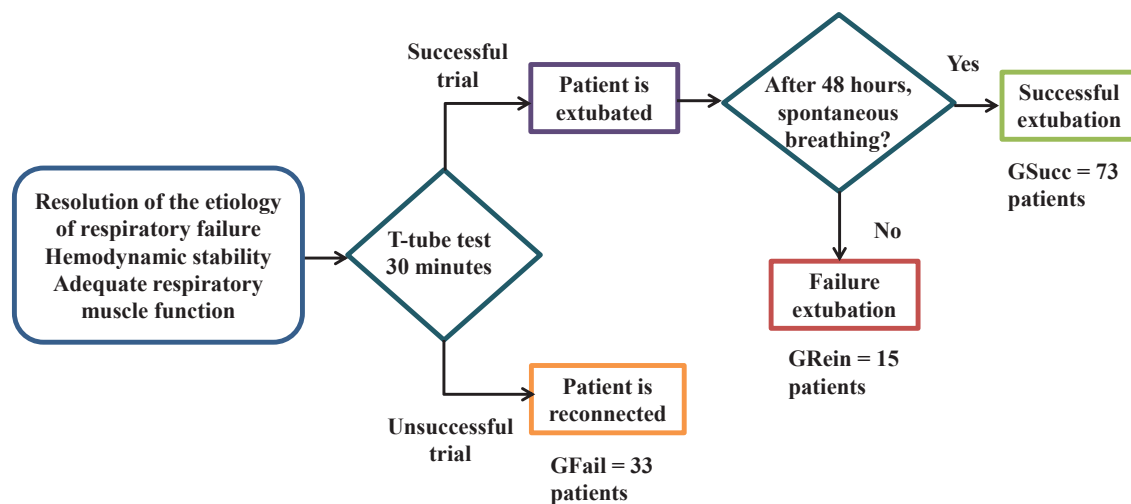 Resolution of the etiology
of respiratory failure
Hemodynamic stability
Adequate respiratory
muscle function
T-tube test
30 minutes
Successful
trial
Patient is
extubated
After 48 hours,
spontaneous
breathing?
Yes
Successful
extubation
GSucc = 73
patients
No
Failure
extubation
GRein = 15
patients
Unsuccessful
trial
Patient is
reconnected
GFail = 33
patients